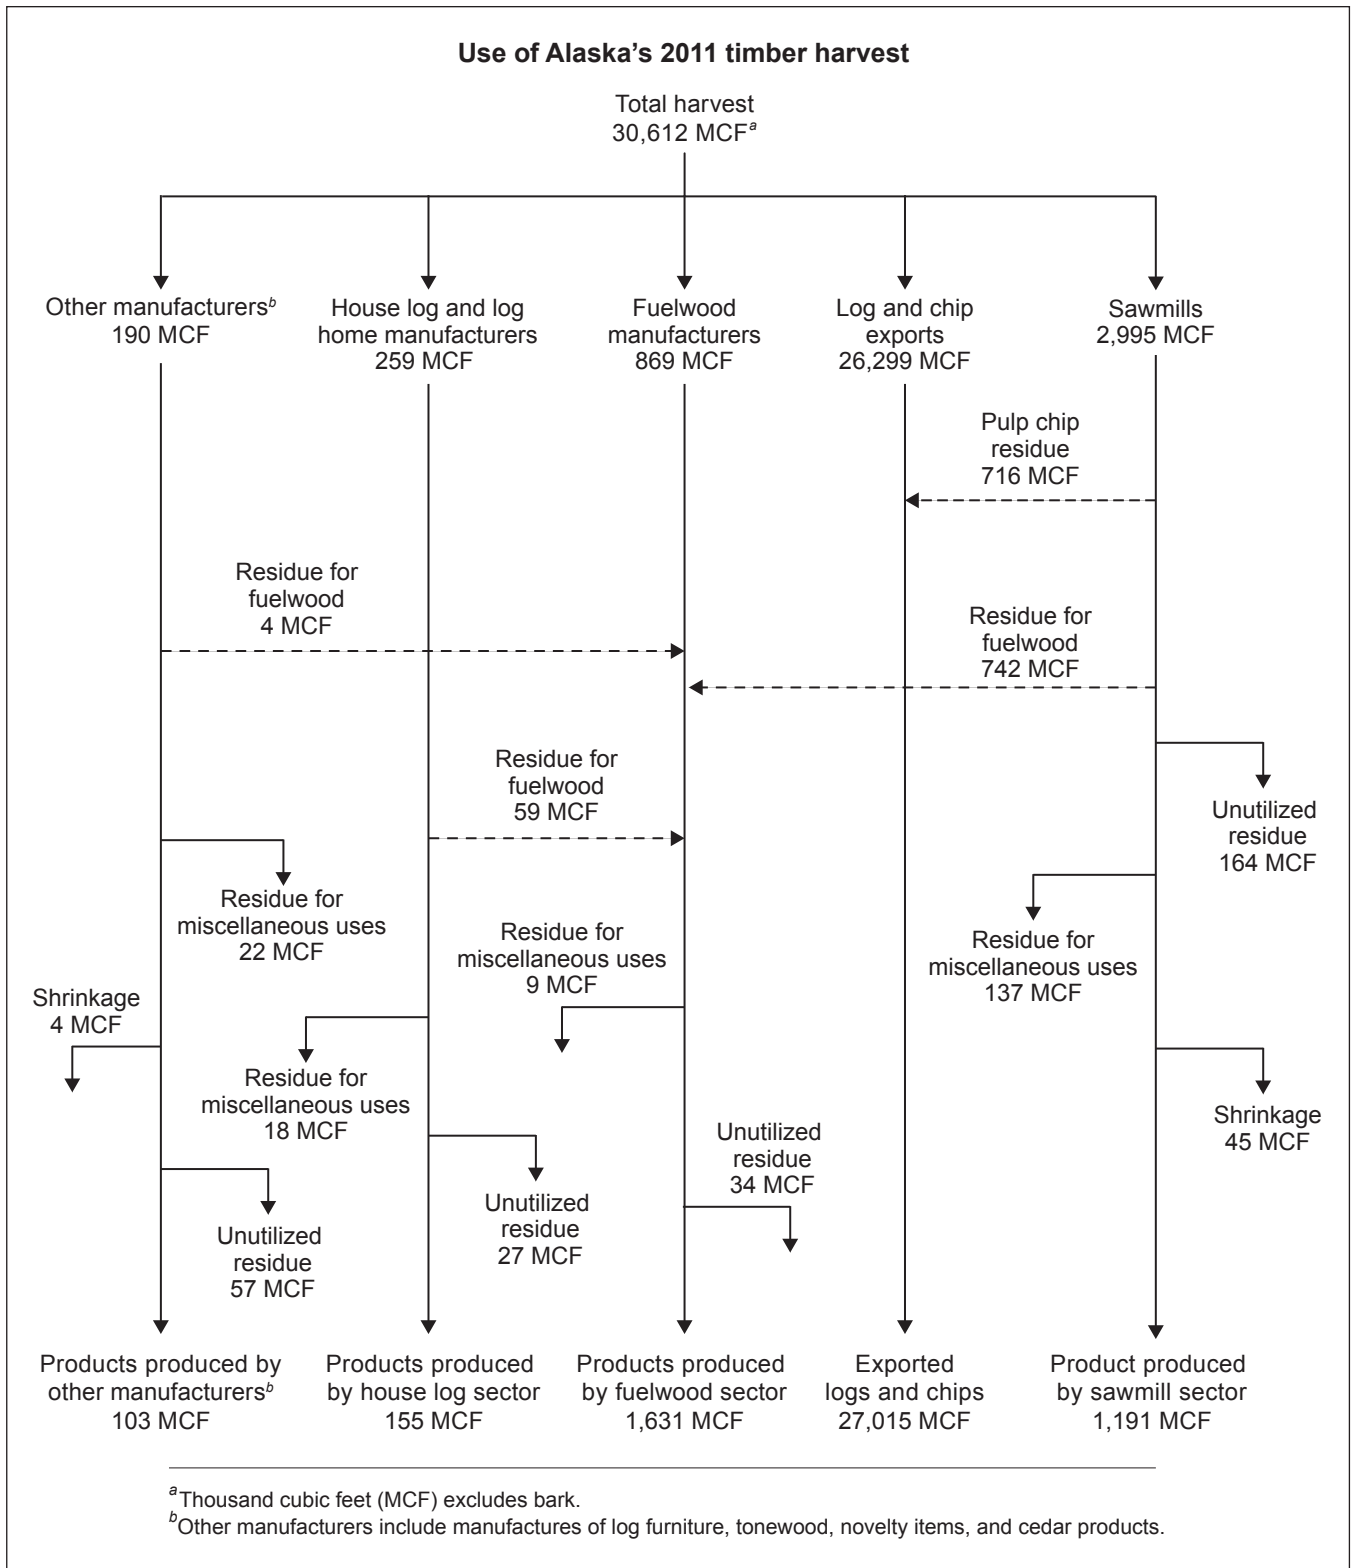 Use of Alaska’s 2011 timber harvest
Total harvest
30,612 MCFa
Other manufacturersb
190 MCF
House log and log
home manufacturers
259 MCF
Fuelwood
manufacturers
869 MCF
Log and chip
exports
26,299 MCF
Sawmills
2,995 MCF
Pulp chip
residue
716 MCF
Residue for
fuelwood
4 MCF
Residue for
fuelwood
742 MCF
Residue for
fuelwood
59 MCF
Unutilized
residue
164 MCF
Residue for
miscellaneous uses
22 MCF
Residue for
miscellaneous uses
9 MCF
Residue for
miscellaneous uses
137 MCF
Shrinkage
4 MCF
Residue for
miscellaneous uses
18 MCF
Shrinkage
45 MCF
Unutilized
residue
34 MCF
Unutilized
residue
27 MCF
Unutilized
residue
57 MCF
Products produced by
other manufacturersb
103 MCF
Products produced
by house log sector
155 MCF
Products produced
by fuelwood sector
1,631 MCF
Exported
logs and chips
27,015 MCF
Product produced
by sawmill sector
1,191 MCF
aThousand cubic feet (MCF) excludes bark.
bOther manufacturers include manufactures of log furniture, tonewood, novelty items, and cedar products.